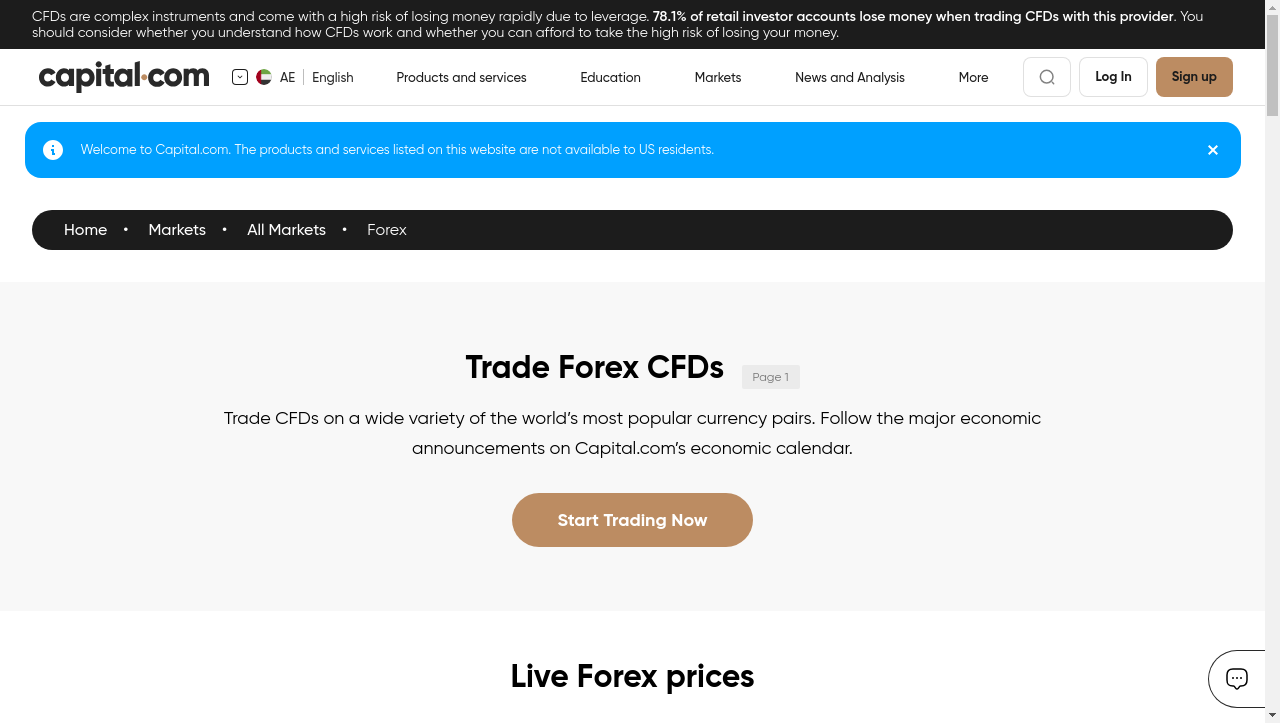 CFDs are complex instruments and come with a high risk of losing money rapidly due to leverage. 78.1% of retail investor accounts lose money when trading CFDs with this provider. You
should consider whether you understand how CFDs work and whether you can afford to take the high risk of losing your money.
capital.com AE English Products and services Education Markets News and Analysis More Log In Sign up
Welcome to Capital.com. The products and services listed on this website are not available to US residents.
Home • Markets • All Markets • Forex
Trade Forex CFDs Page 1
Trade CFDs on a wide variety of the world’s most popular currency pairs. Follow the major economic
announcements on Capital.com’s economic calendar.
Start Trading Now
Live Forex prices